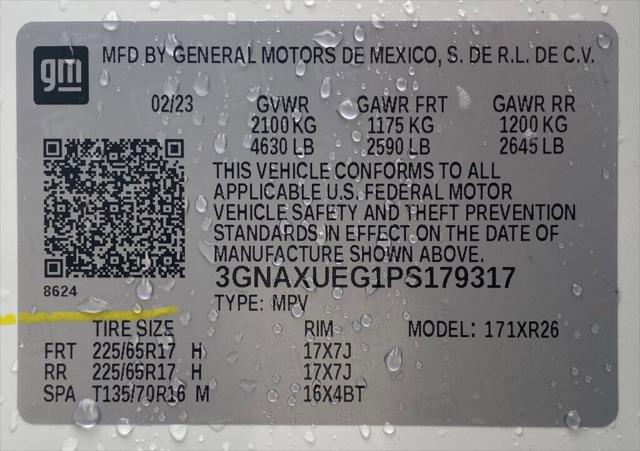 gm
MFD BY GENERAL MOTORS DE MEXICO, S. DE R.L. DE C.V.
02/23 GVWR GAWR FRT GAWR RR
2100 KG 1175 KG 1200 KG
4630 LB 2590 LB 2645 LB
THIS VEHICLE CONFORMS TO ALL
APPLICABLE U.S. FEDERAL MOTOR
VEHICLE SAFETY AND THEFT PREVENTION
STANDARDS IN EFFECT ON THE DATE OF
MANUFACTURE SHOWN ABOVE.
3GNAXUEG1PS179317
8624
TYPE: MPV
TIRE SIZE RIM MODEL: 171XR26
FRT 225/65R17 H 17X7J
RR 225/65R17 H 17X7J
SPA T135/70R16 M 16X4BT